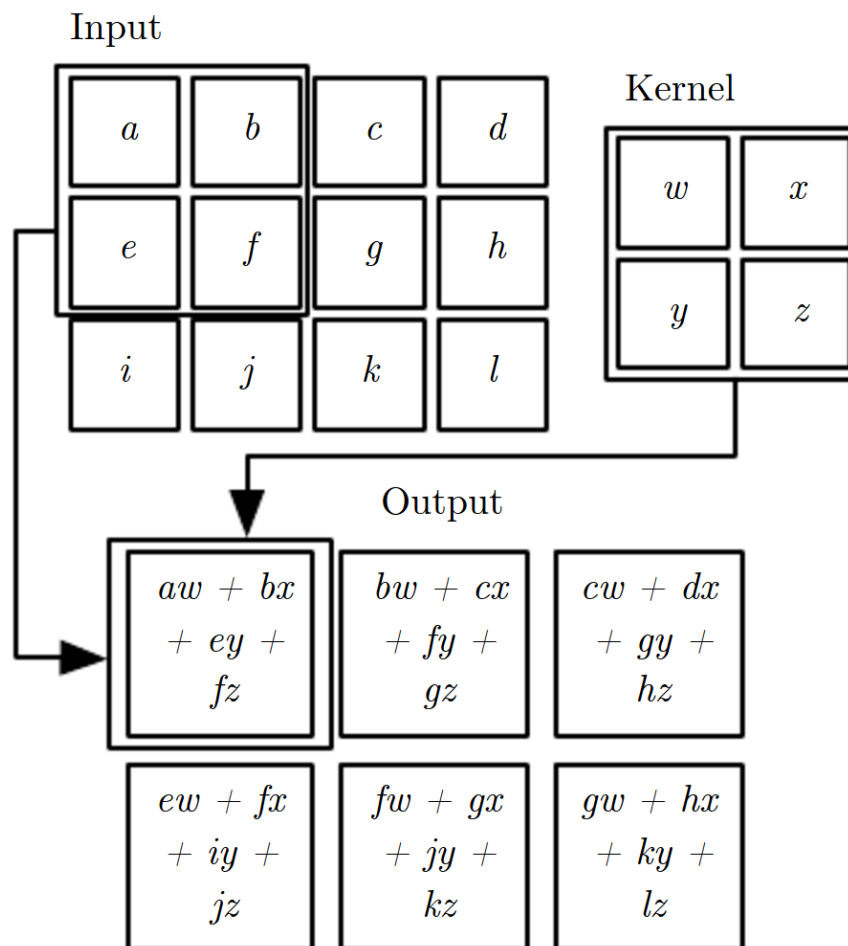 Input
Kernel
a b c d
w x
e f g h
y z
i j k l
Output
aw + bx
+ ey +
fz
bw + cx
+ fy +
gz
cw + dx
+ gy +
hz
ew + fx
+ iy +
jz
fw + gx
+ jy +
kz
gw + hx
+ ky +
lz